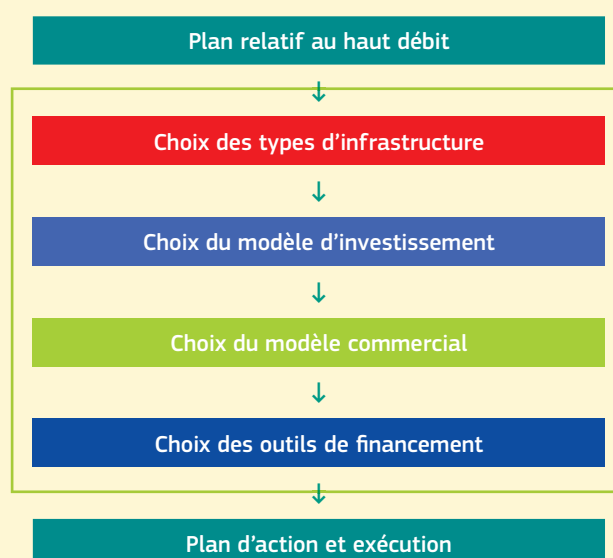 Plan relatif au haut débit
Choix des types d'infrastructure
Choix du modèle d'investissement
Choix du modèle commercial
Choix des outils de financement
Plan d'action et exécution